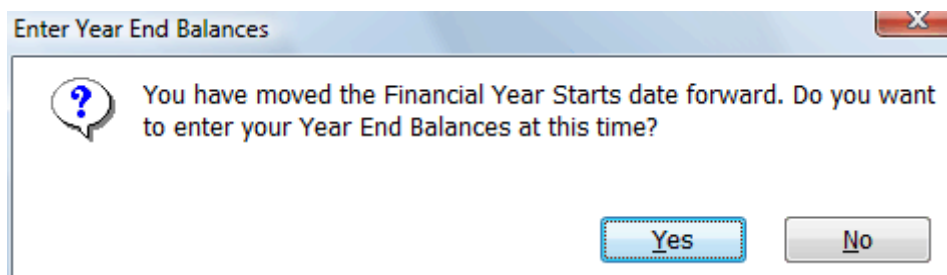 Enter Year End Balances
You have moved the Financial Year Starts date forward. Do you want
to enter your Year End Balances at this time?
Yes No